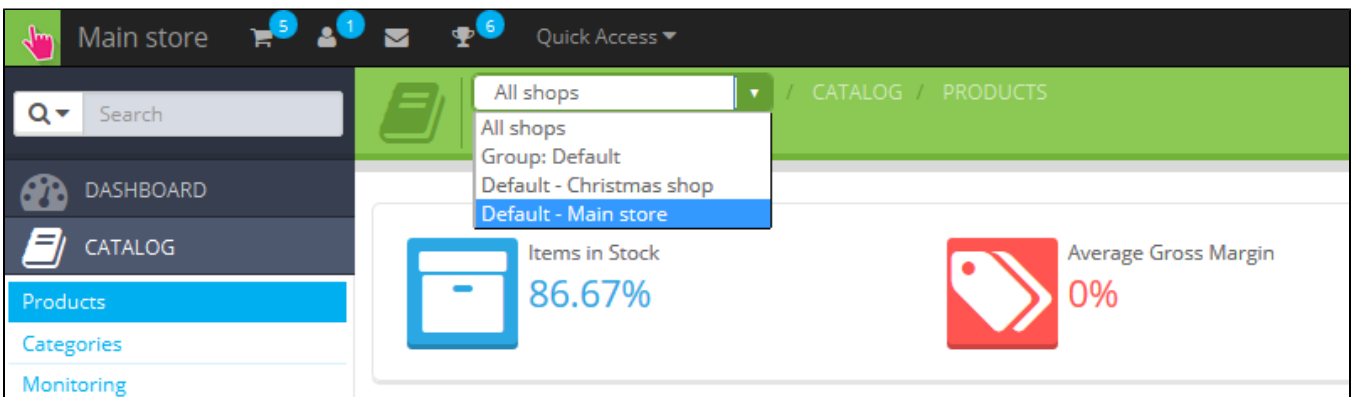 Main store 5 1 6 Quick Access
Search
All shops / CATALOG / PRODUCTS
All shops
Group: Default
Default - Christmas shop
Default - Main store
DASHBOARD
CATALOG
Products
Categories
Monitoring
Items in Stock
86.67%
Average Gross Margin
0%